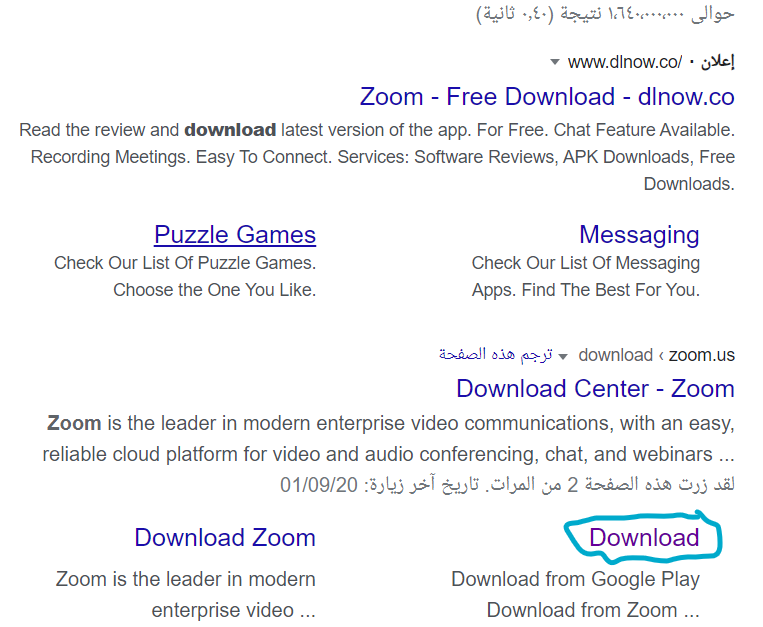 حوالى ١,٦٤٠,٠٠٠,٠٠٠ نتيجة (٠,٤٠ ثانية)
إعلان · www.dlnow.co/
Zoom - Free Download - dlnow.co
Read the review and download latest version of the app. For Free. Chat Feature Available.
Recording Meetings. Easy To Connect. Services: Software Reviews, APK Downloads, Free
Downloads.
Messaging
Check Our List Of Messaging
Apps. Find The Best For You.
Puzzle Games
Check Our List Of Puzzle Games.
Choose the One You Like.
zoom.us › download ترجم هذه الصفحة
Download Center - Zoom
Zoom is the leader in modern enterprise video communications, with an easy,
reliable cloud platform for video and audio conferencing, chat, and webinars ...
لقد زرت هذه الصفحة 2 من المرات. تاريخ آخر زيارة: 01/09/20
Download
Download from Google Play
Download from Zoom ...
Download Zoom
Zoom is the leader in modern
enterprise video ...